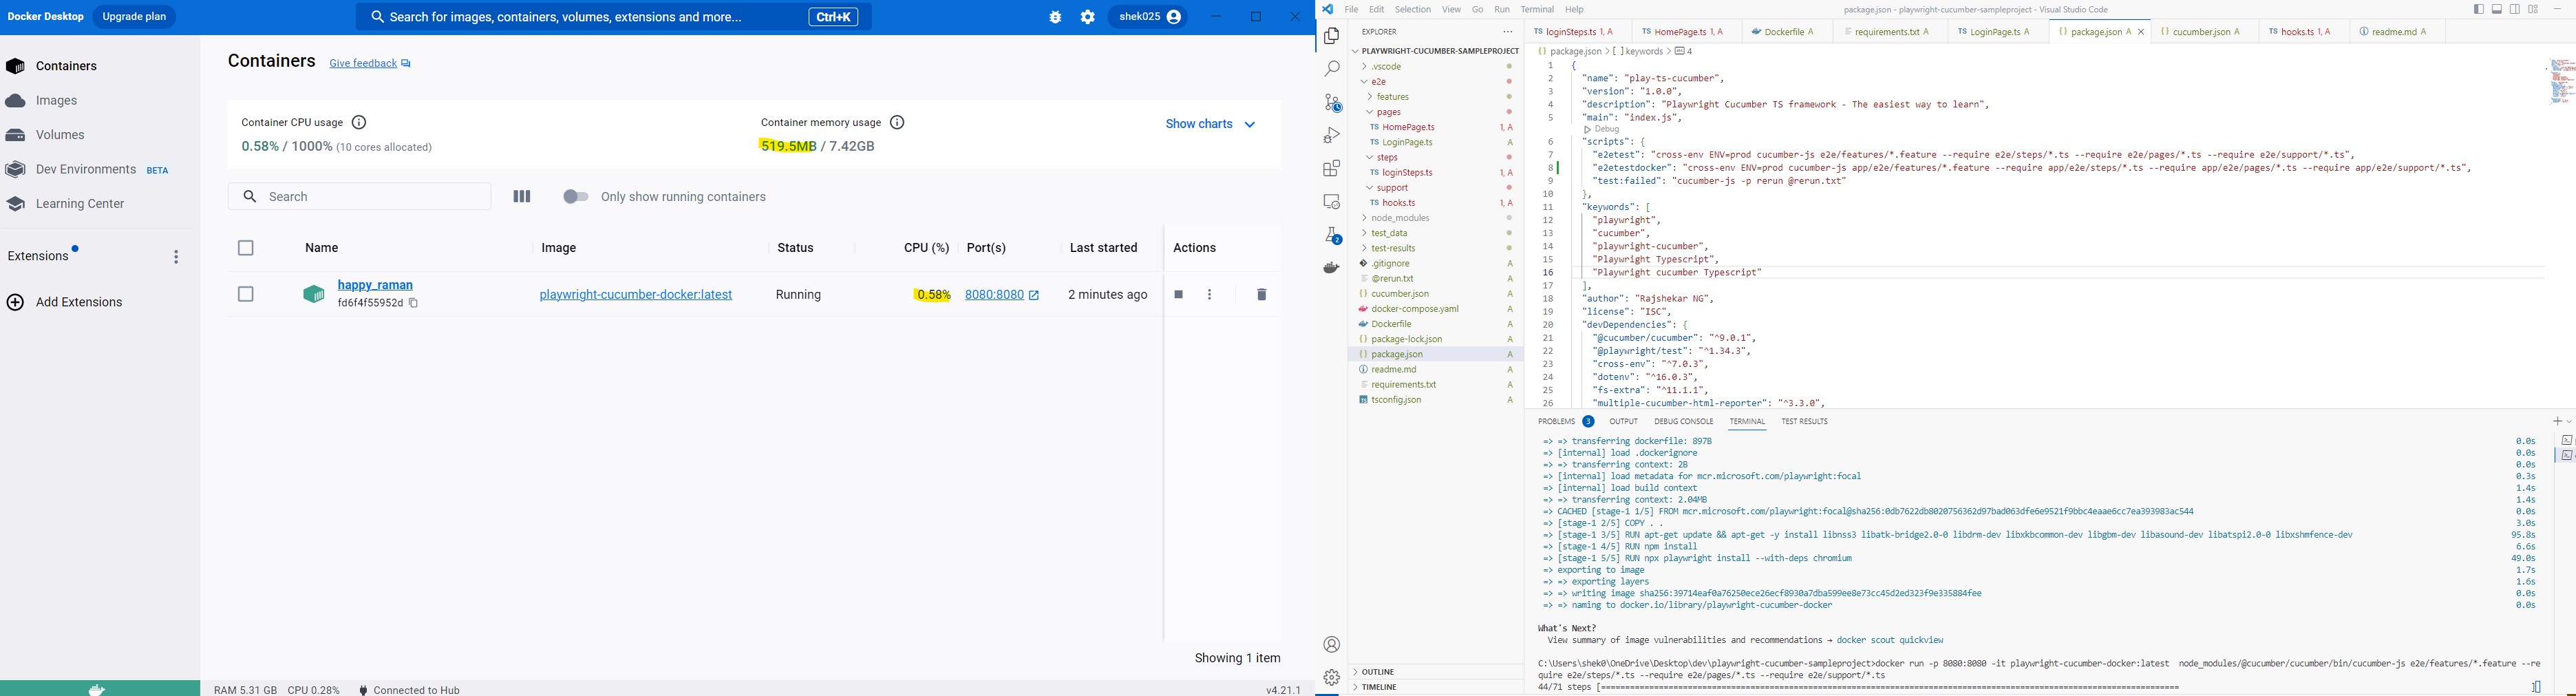 Docker Desktop
Upgrade plan
Search for images, containers, volumes, extensions and more...
Ctrl+K
shek025
Containers
Images
Volumes
Dev Environments BETA
Learning Center
Extensions
Add Extensions
Containers
Give feedback
Container CPU usage
0.58% / 1000% (10 cores allocated)
Container memory usage
519.5MB / 7.42GB
Show charts
Search
Only show running containers
Name Image Status CPU (%) Port(s) Last started Actions
happy_raman
fd6f4f55952d
playwright-cucumber-docker:latest Running 0.58% 8080:8080 2 minutes ago
Showing 1 item
RAM 5.31 GB CPU 0.28% Connected to Hub v4.21.1
File Edit Selection View Go Run Terminal Help
package.json - playwright-cucumber-sampleproject - Visual Studio Code
EXPLORER
PLAYWRIGHT-CUCUMBER-SAMPLEPROJECT
.vscode
e2e
features
pages
TS HomePage.ts 1, A
TS LoginPage.ts A
steps
TS loginSteps.ts 1, A
support
TS hooks.ts 1, A
node_modules
test_data
test-results
.gitignore A
@rerun.txt A
{} cucumber.json A
docker-compose.yaml A
Dockerfile A
{} package-lock.json A
{} package.json A
readme.md A
requirements.txt A
tsconfig.json A
OUTLINE
TIMELINE
TS loginSteps.ts 1, A
TS HomePage.ts 1, A
Dockerfile A
requirements.txt A
TS LoginPage.ts A
{} package.json A
{} cucumber.json A
TS hooks.ts 1, A
readme.md A
{} package.json > [ ] keywords > 4
1 {
2 "name": "play-ts-cucumber",
3 "version": "1.0.0",
4 "description": "Playwright Cucumber TS framework - The easiest way to learn",
5 "main": "index.js",
Debug
6 "scripts": {
7 "e2etest": "cross-env ENV=prod cucumber-js e2e/features/*.feature --require e2e/steps/*.ts --require e2e/pages/*.ts --require e2e/support/*.ts",
8 "e2etestdocker": "cross-env ENV=prod cucumber-js app/e2e/features/*.feature --require app/e2e/steps/*.ts --require app/e2e/pages/*.ts --require app/e2e/support/*.ts",
9 "test:failed": "cucumber-js -p rerun @rerun.txt"
10 },
11 "keywords": [
12 "playwright",
13 "cucumber",
14 "playwright-cucumber",
15 "Playwright Typescript",
16 "Playwright cucumber Typescript"
17 ],
18 "author": "Rajshekar NG",
19 "license": "ISC",
20 "devDependencies": {
21 "@cucumber/cucumber": "^9.0.1",
22 "@playwright/test": "^1.34.3",
23 "cross-env": "^7.0.3",
24 "dotenv": "^16.0.3",
25 "fs-extra": "^11.1.1",
26 "multiple-cucumber-html-reporter": "^3.3.0",
PROBLEMS 3 OUTPUT DEBUG CONSOLE TERMINAL TEST RESULTS
=> => transferring dockerfile: 897B 0.0s
=> [internal] load .dockerignore 0.0s
=> => transferring context: 2B 0.0s
=> [internal] load metadata for mcr.microsoft.com/playwright:focal 0.3s
=> [internal] load build context 1.4s
=> => transferring context: 2.04MB 1.4s
=> CACHED [stage-1 1/5] FROM mcr.microsoft.com/playwright:focal@sha256:0db7622db8020756362d97bad063dfe6e9521f9bbc4eaae6cc7ea393983ac544 0.0s
=> [stage-1 2/5] COPY . . 3.0s
=> [stage-1 3/5] RUN apt-get update && apt-get -y install libnss3 libatk-bridge2.0-0 libdrm-dev libxkbcommon-dev libgbm-dev libasound-dev libatspi2.0-0 libxshmfence-dev 95.8s
=> [stage-1 4/5] RUN npm install 6.6s
=> [stage-1 5/5] RUN npx playwright install --with-deps chromium 49.0s
=> exporting to image 1.7s
=> => exporting layers 1.6s
=> => writing image sha256:39714eaf0a76250ece26ecf8930a7dba599ee8e73cc45d2ed323f9e335884fee 0.0s
=> => naming to docker.io/library/playwright-cucumber-docker 0.0s
What's Next?
View summary of image vulnerabilities and recommendations → docker scout quickview
C:\Users\shek0\OneDrive\Desktop\dev\playwright-cucumber-sampleproject>docker run -p 8080:8080 -it playwright-cucumber-docker:latest node_modules/@cucumber/cucumber/bin/cucumber-js e2e/features/*.feature --re
quire e2e/steps/*.ts --require e2e/pages/*.ts --require e2e/support/*.ts